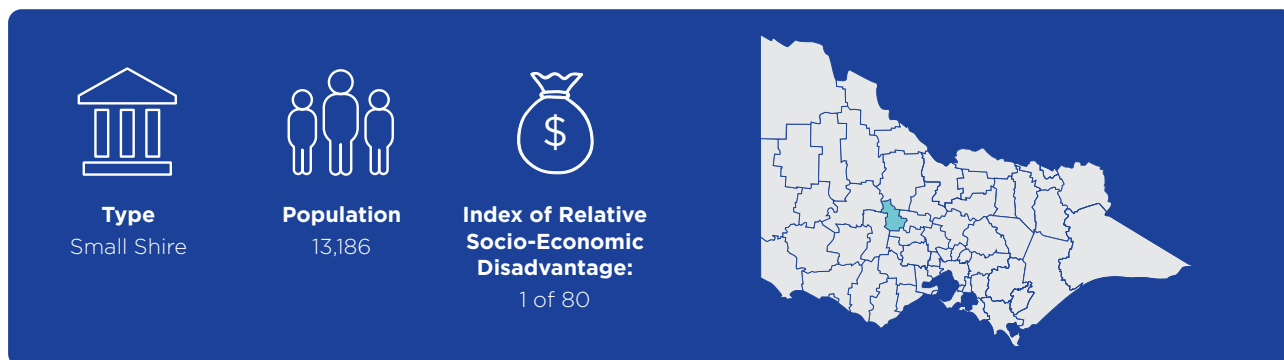 $
Type
Small Shire
Population
13,186
Index of Relative
Socio-Economic
Disadvantage:
1 of 80